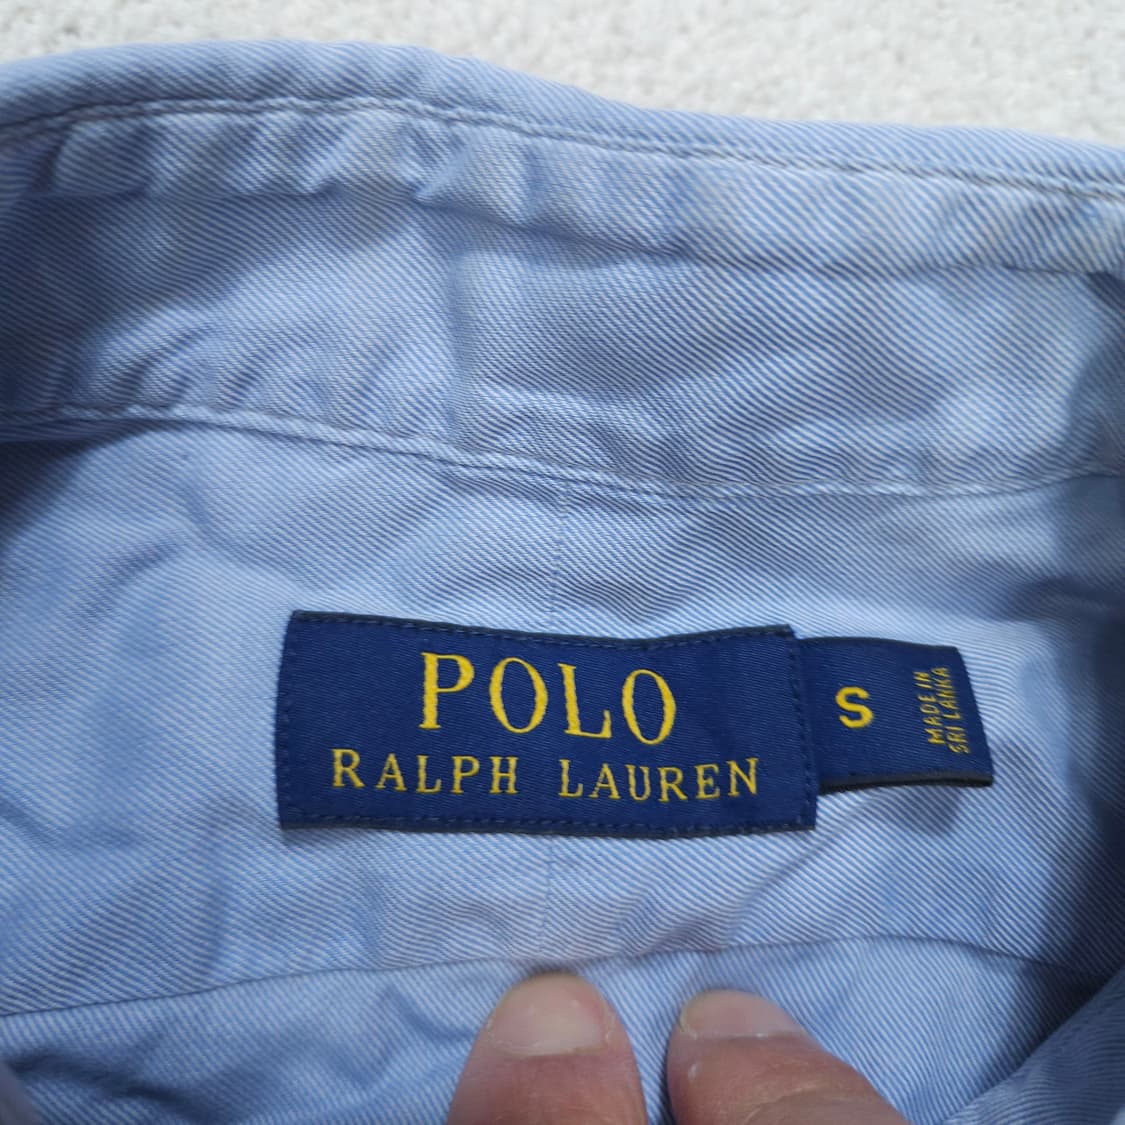 POLO
RALPH LAUREN
S
MADE IN
SRI LANKA